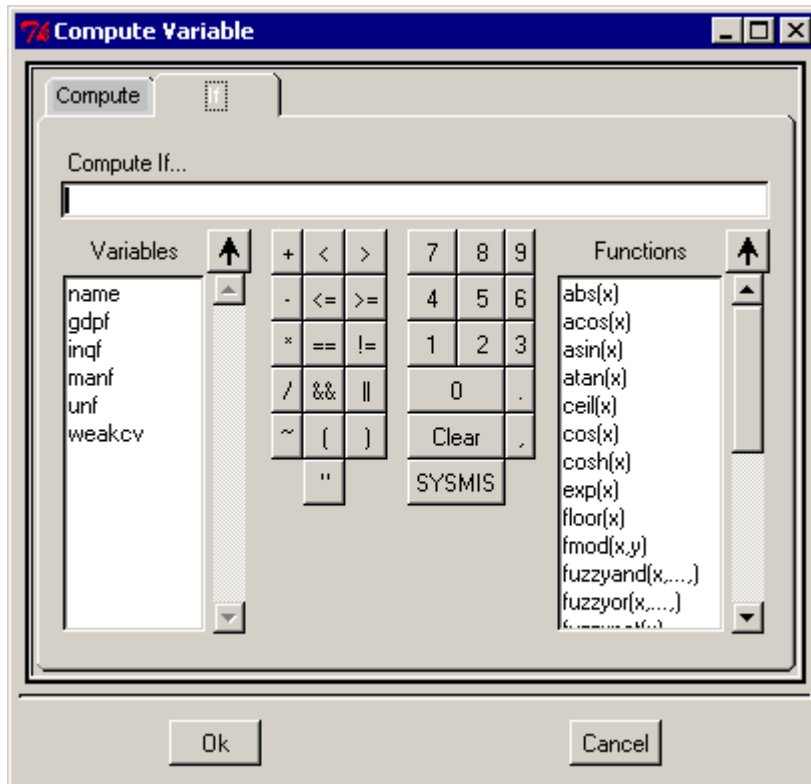 Compute Variable
Compute
If
Compute If...
Variables
+ < > 7 8 9
Functions
name
gdpf
inqf
manf
unf
weakcv
- <= >= 4 5 6
* == != 1 2 3
/ && || 0 .
~ ( ) Clear ,
" SYSMIS
abs(x)
acos(x)
asin(x)
atan(x)
ceil(x)
cos(x)
cosh(x)
exp(x)
floor(x)
fmod(x,y)
fuzzyand(x,...,)
fuzzyor(x,...,)
Ok
Cancel